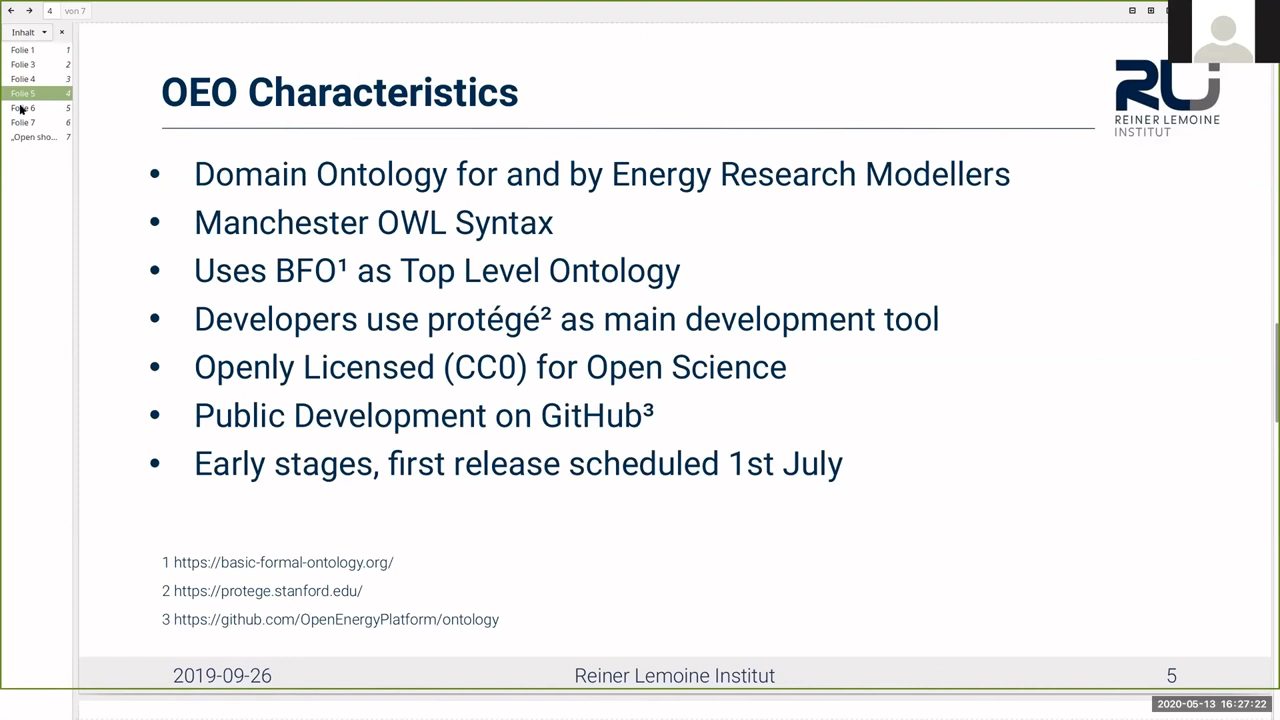 4 von 7
Inhalt
Folie 1 1
Folie 3 2
Folie 4 3
Folie 5 4
Folie 6 5
Folie 7 6
„Open sho... 7
OEO Characteristics
RLI
REINER LEMOINE
INSTITUT
• Domain Ontology for and by Energy Research Modellers
• Manchester OWL Syntax
• Uses BFO¹ as Top Level Ontology
• Developers use protégé² as main development tool
• Openly Licensed (CC0) for Open Science
• Public Development on GitHub³
• Early stages, first release scheduled 1st July
1 https://basic-formal-ontology.org/
2 https://protege.stanford.edu/
3 https://github.com/OpenEnergyPlatform/ontology
2019-09-26 Reiner Lemoine Institut 5
2020-05-13 16:27:22